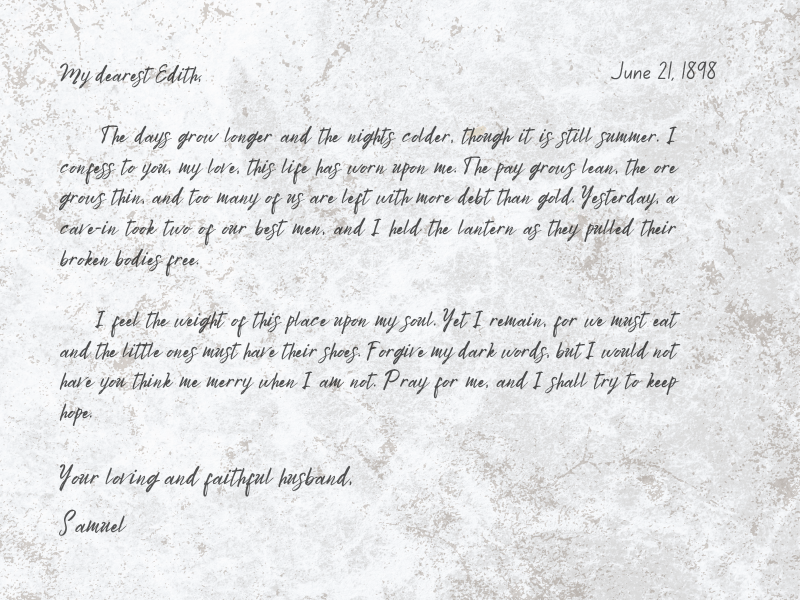 My dearest Edith,
June 21, 1898
The days grow longer and the nights colder, though it is still summer. I
confess to you, my love, this life has worn upon me. The pay grows lean, the ore
grows thin, and too many of us are left with more debt than gold. Yesterday, a
cave-in took two of our best men, and I held the lantern as they pulled their
broken bodies free.
I feel the weight of this place upon my soul. Yet I remain, for we must eat
and the little ones must have their shoes. Forgive my dark words, but I would not
have you think me merry when I am not. Pray for me, and I shall try to keep
hope.
Your loving and faithful husband,
Samuel